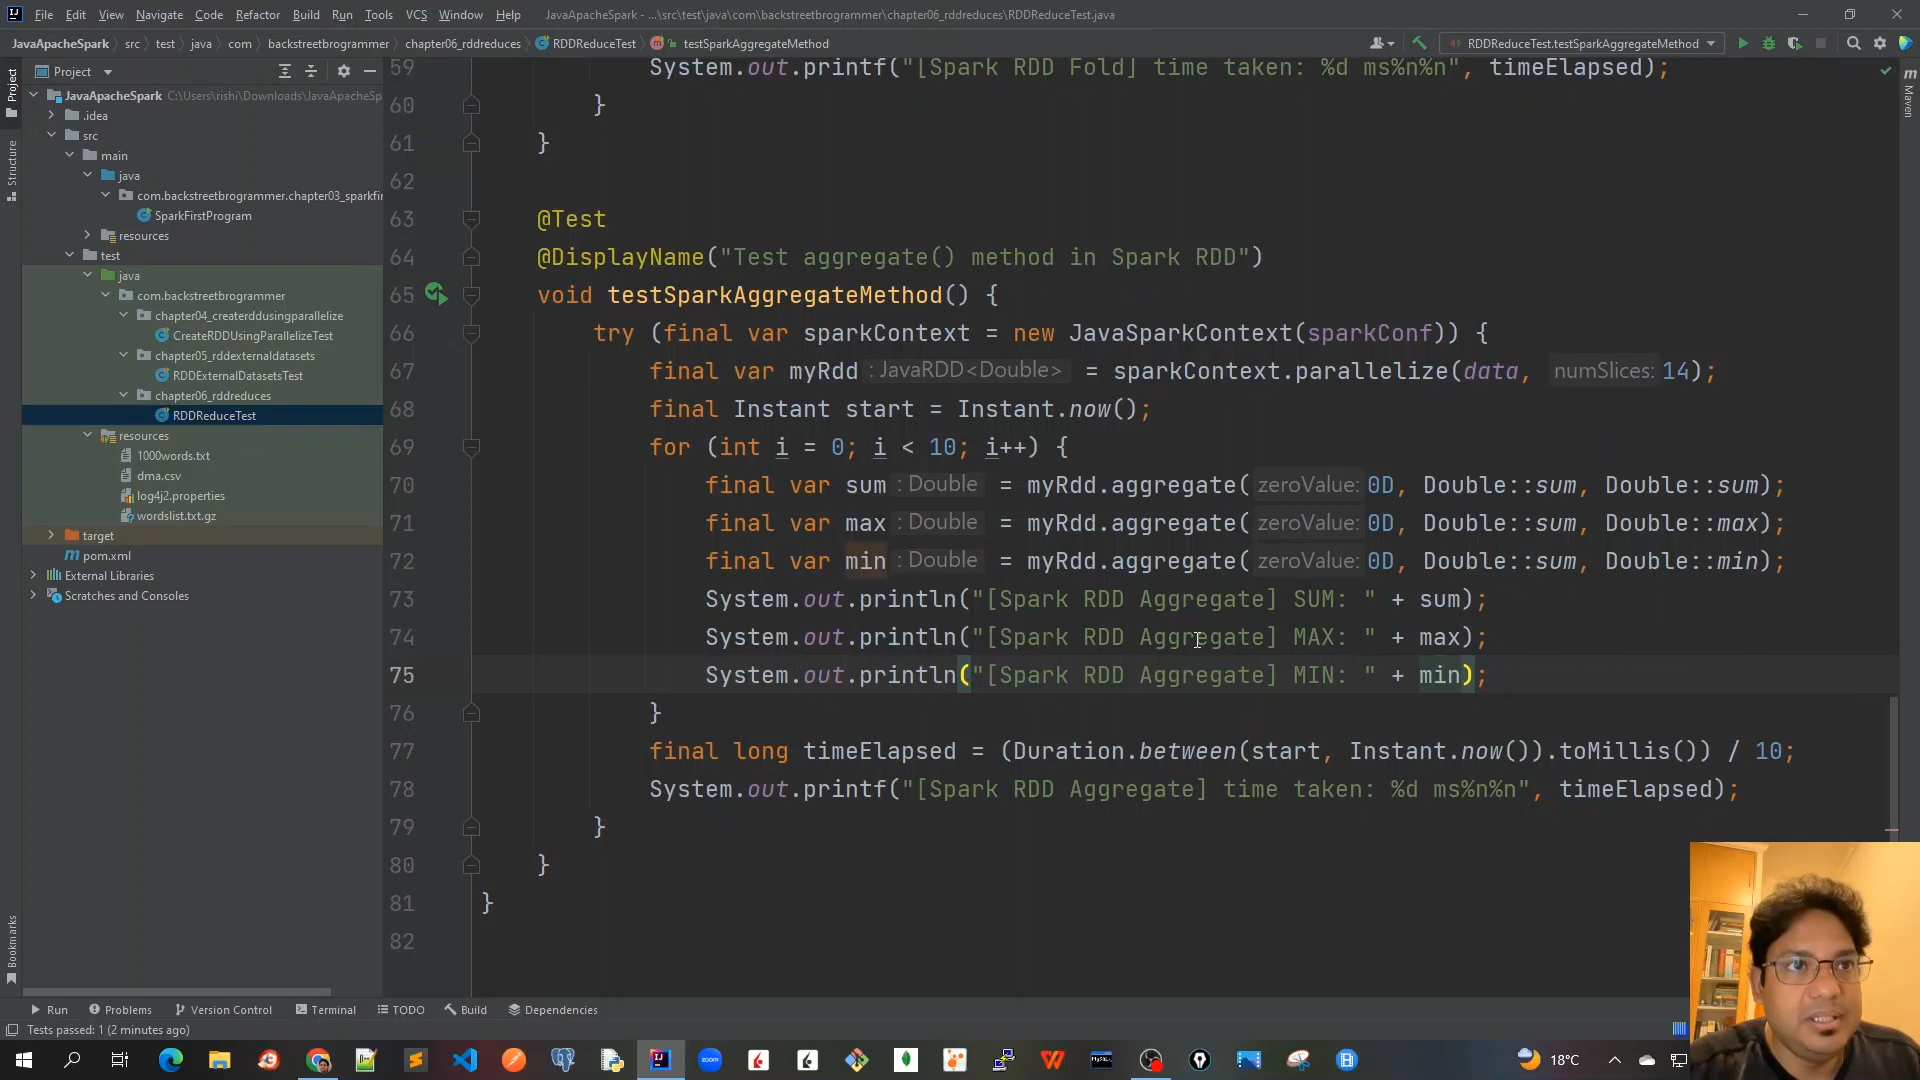 File Edit View Navigate Code Refactor Build Run Tools VCS Window Help JavaApacheSpark - ...\src\test\java\com\backstreetbrogrammer\chapter06_rddreduces\RDDReduceTest.java
JavaApacheSpark src test java com backstreetbrogrammer chapter06_rddreduces RDDReduceTest testSparkAggregateMethod RDDReduceTest.testSparkAggregateMethod
Project
Project
Structure
Bookmarks
Maven
JavaApacheSpark C:\Users\rishi\Downloads\JavaApacheSp
.idea
src
main
java
com.backstreetbrogrammer.chapter03_sparkfir
SparkFirstProgram
resources
test
java
com.backstreetbrogrammer
chapter04_createrddusingparallelize
CreateRDDUsingParallelizeTest
chapter05_rddexternaldatasets
RDDExternalDatasetsTest
chapter06_rddreduces
RDDReduceTest
resources
1000words.txt
dma.csv
log4j2.properties
wordslist.txt.gz
target
pom.xml
External Libraries
Scratches and Consoles
59 System.out.printf("[Spark RDD Fold] time taken: %d ms%n%n", timeElapsed);
60 }
61 }
62
63 @Test
64 @DisplayName("Test aggregate() method in Spark RDD")
65 void testSparkAggregateMethod() {
66 try (final var sparkContext = new JavaSparkContext(sparkConf)) {
67 final var myRdd : JavaRDD<Double> = sparkContext.parallelize(data, numSlices: 14);
68 final Instant start = Instant.now();
69 for (int i = 0; i < 10; i++) {
70 final var sum : Double = myRdd.aggregate( zeroValue: 0D, Double::sum, Double::sum);
71 final var max : Double = myRdd.aggregate( zeroValue: 0D, Double::sum, Double::max);
72 final var min : Double = myRdd.aggregate( zeroValue: 0D, Double::sum, Double::min);
73 System.out.println("[Spark RDD Aggregate] SUM: " + sum);
74 System.out.println("[Spark RDD Aggregate] MAX: " + max);
75 System.out.println("[Spark RDD Aggregate] MIN: " + min);
76 }
77 final long timeElapsed = (Duration.between(start, Instant.now()).toMillis()) / 10;
78 System.out.printf("[Spark RDD Aggregate] time taken: %d ms%n%n", timeElapsed);
79 }
80 }
81 }
82
Run Problems Version Control Terminal TODO Build Dependencies
Tests passed: 1 (2 minutes ago)
zoom
MySQL
18°C